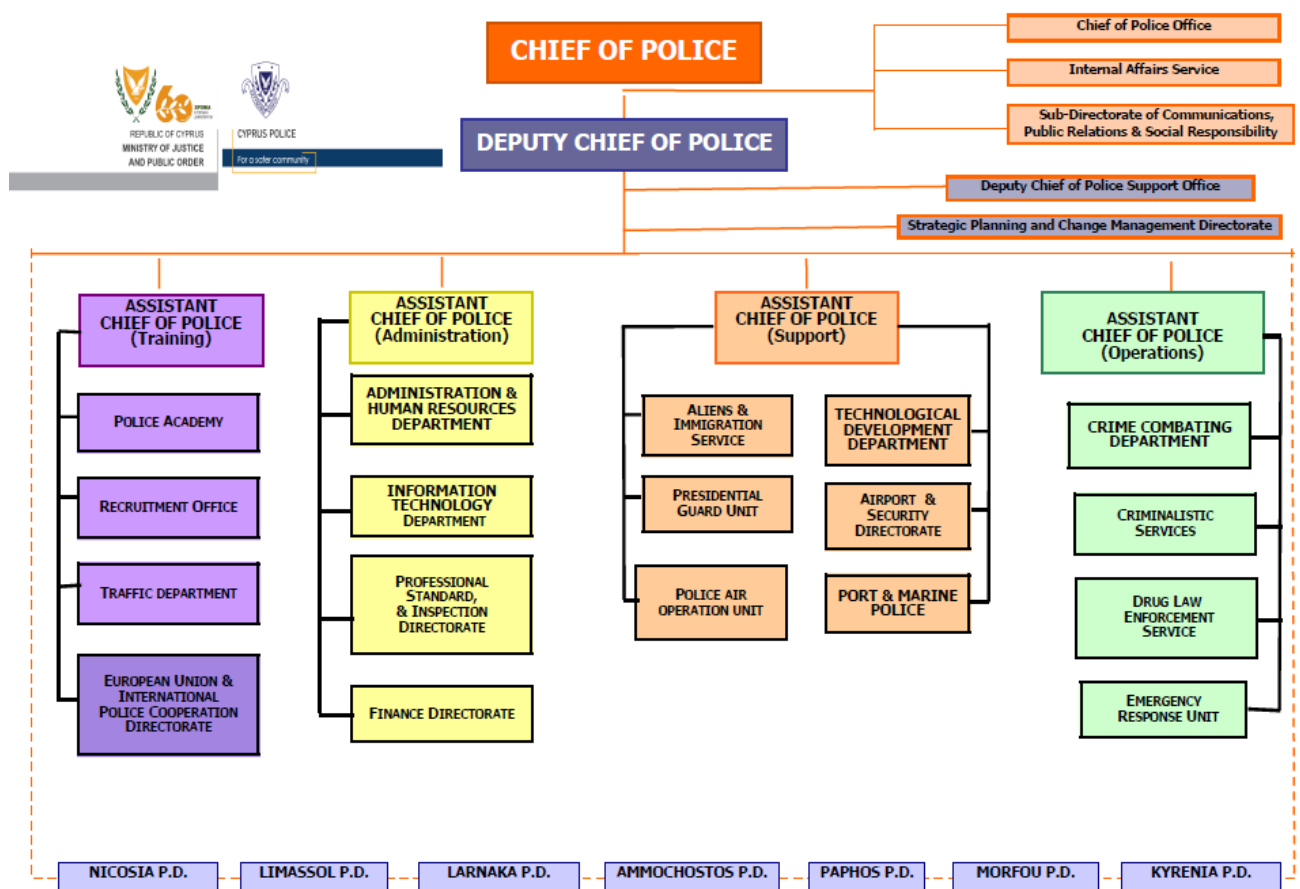 CHIEF OF POLICE
Chief of Police Office
Internal Affairs Service
Sub-Directorate of Communications,
Public Relations & Social Responsibility
REPUBLIC OF CYPRUS
MINISTRY OF JUSTICE
AND PUBLIC ORDER
CYPRUS POLICE
For a safer community
DEPUTY CHIEF OF POLICE
Deputy Chief of Police Support Office
Strategic Planning and Change Management Directorate
ASSISTANT
CHIEF OF POLICE
(Training)
POLICE ACADEMY
RECRUITMENT OFFICE
TRAFFIC DEPARTMENT
EUROPEAN UNION &
INTERNATIONAL
POLICE COOPERATION
DIRECTORATE
ASSISTANT
CHIEF OF POLICE
(Administration)
ADMINISTRATION &
HUMAN RESOURCES
DEPARTMENT
INFORMATION
TECHNOLOGY
DEPARTMENT
PROFESSIONAL
STANDARD,
& INSPECTION
DIRECTORATE
FINANCE DIRECTORATE
ASSISTANT
CHIEF OF POLICE
(Support)
ALIENS &
IMMIGRATION
SERVICE
PRESIDENTIAL
GUARD UNIT
POLICE AIR
OPERATION UNIT
TECHNOLOGICAL
DEVELOPMENT
DEPARTMENT
AIRPORT &
SECURITY
DIRECTORATE
PORT & MARINE
POLICE
ASSISTANT
CHIEF OF POLICE
(Operations)
CRIME COMBATING
DEPARTMENT
CRIMINALISTIC
SERVICES
DRUG LAW
ENFORCEMENT
SERVICE
EMERGENCY
RESPONSE UNIT
NICOSIA P.D.
LIMASSOL P.D.
LARNAKA P.D.
AMMOCHOSTOS P.D.
PAPHOS P.D.
MORFOU P.D.
KYRENIA P.D.